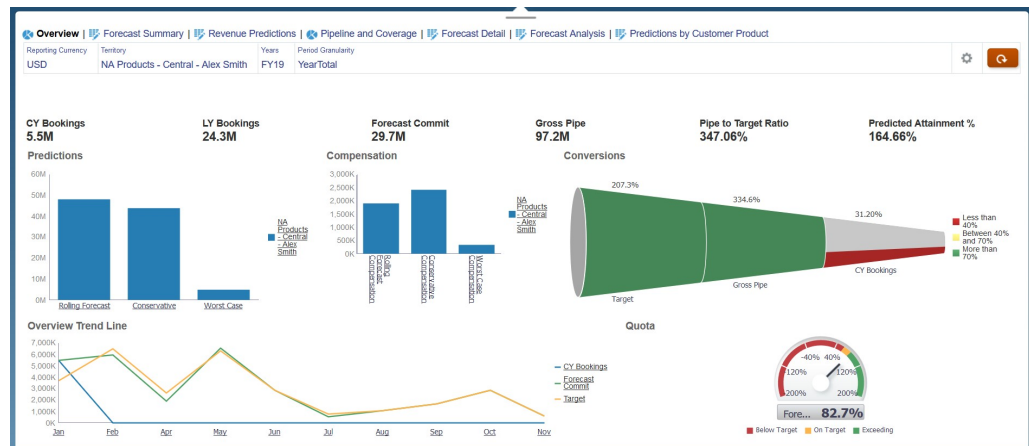 Overview | Forecast Summary | Revenue Predictions | Pipeline and Coverage | Forecast Detail | Forecast Analysis | Predictions by Customer Product
Reporting Currency Territory Years Period Granularity
USD NA Products - Central - Alex Smith FY19 YearTotal
CY Bookings LY Bookings Forecast Commit Gross Pipe Pipe to Target Ratio Predicted Attainment %
5.5M 24.3M 29.7M 97.2M 347.06% 164.66%
Predictions
60M
50M
40M
30M
20M
10M
0M
Rolling Forecast Conservative Worst Case
NA
Products
- Central
- Alex
Smith
Compensation
3,000K
2,500K
2,000K
1,500K
1,000K
500K
0K
Rolling
Forecast
Compensation
Conservative
Compensation
Worst Case
Compensation
NA
Products
- Central
- Alex
Smith
Conversions
207.3%
334.6%
31.20%
Target
Gross Pipe
CY Bookings
Less than
40%
Between 40%
and 70%
More than
70%
Overview Trend Line
7,000K
6,000K
5,000K
4,000K
3,000K
2,000K
1,000K
0K
Jan Feb Apr May Jun Jul Aug Sep Oct Nov
CY Bookings
Forecast
Commit
Target
Quota
-40% 40%
120% 120%
200% 200%
Fore... 82.7%
Below Target On Target Exceeding